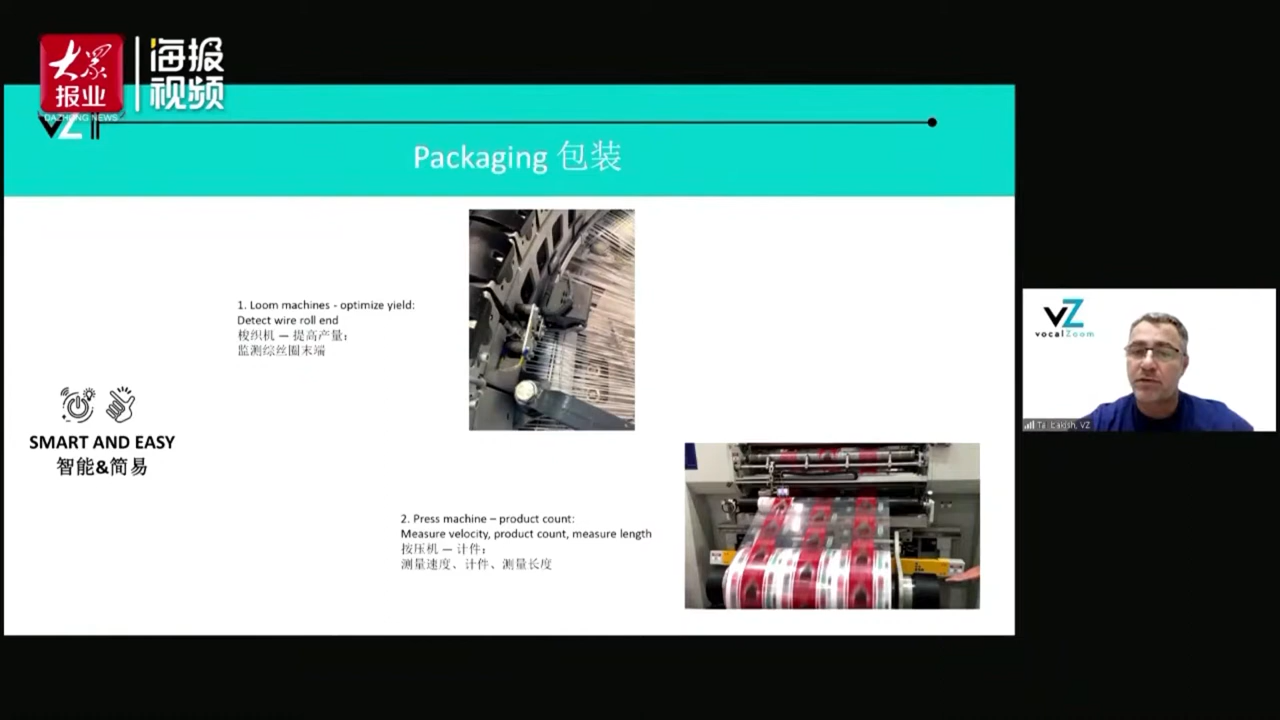 大众
报业
DAZHONG NEWS
海报
视频
VZ
Packaging 包装
1. Loom machines - optimize yield:
Detect wire roll end
梭织机 — 提高产量:
监测综丝圈末端
SMART AND EASY
智能&简易
2. Press machine – product count:
Measure velocity, product count, measure length
按压机 — 计件:
测量速度、计件、测量长度
VZ
vocalZoom
VZ